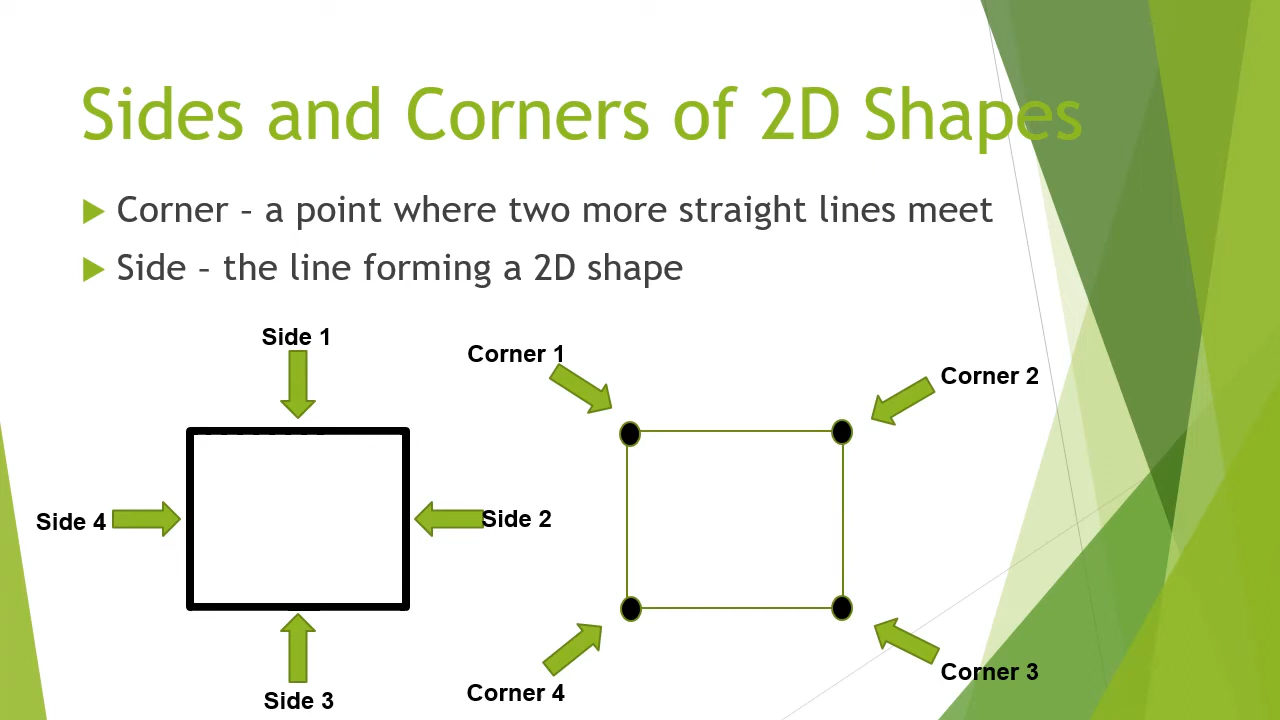 Sides and Corners of 2D Shapes
Corner – a point where two more straight lines meet
Side – the line forming a 2D shape
Side 1
Corner 1
Corner 2
Side 4
Side 2
Side 3
Corner 4
Corner 3